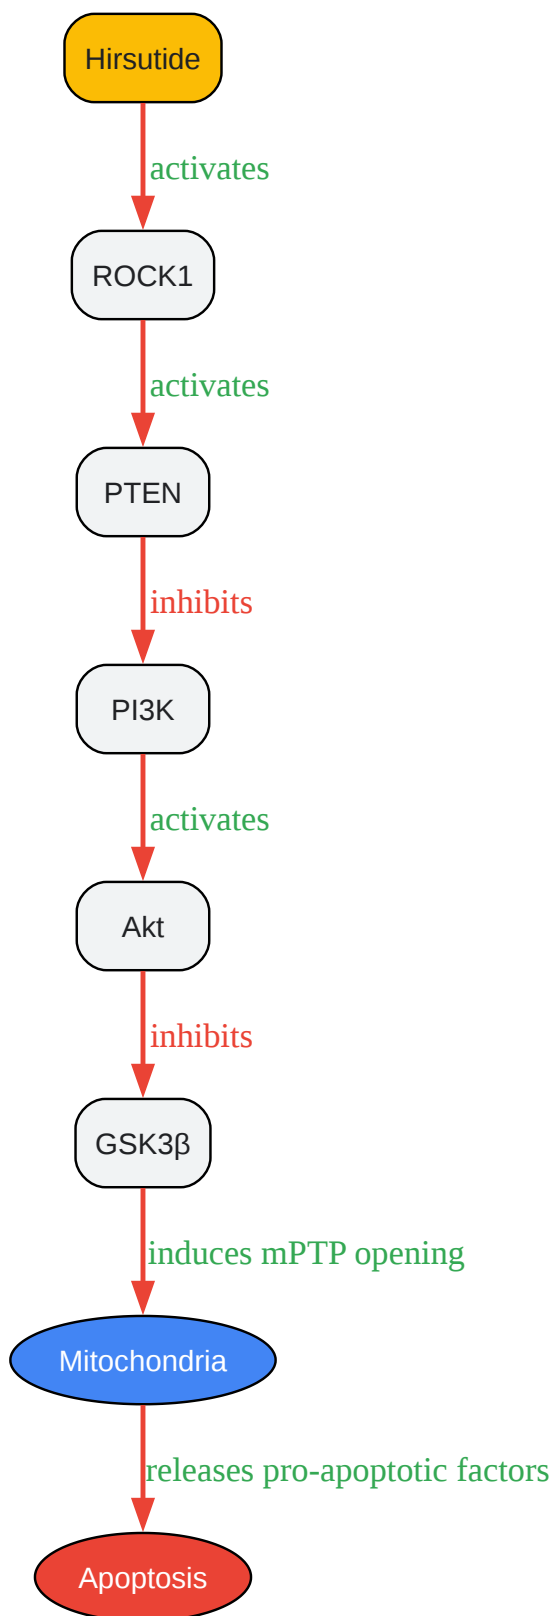 Hirsutide
activates
ROCK1
activates
PTEN
inhibits
PI3K
activates
Akt
inhibits
GSK3β
induces mPTP opening
Mitochondria
releases pro-apoptotic factors
Apoptosis